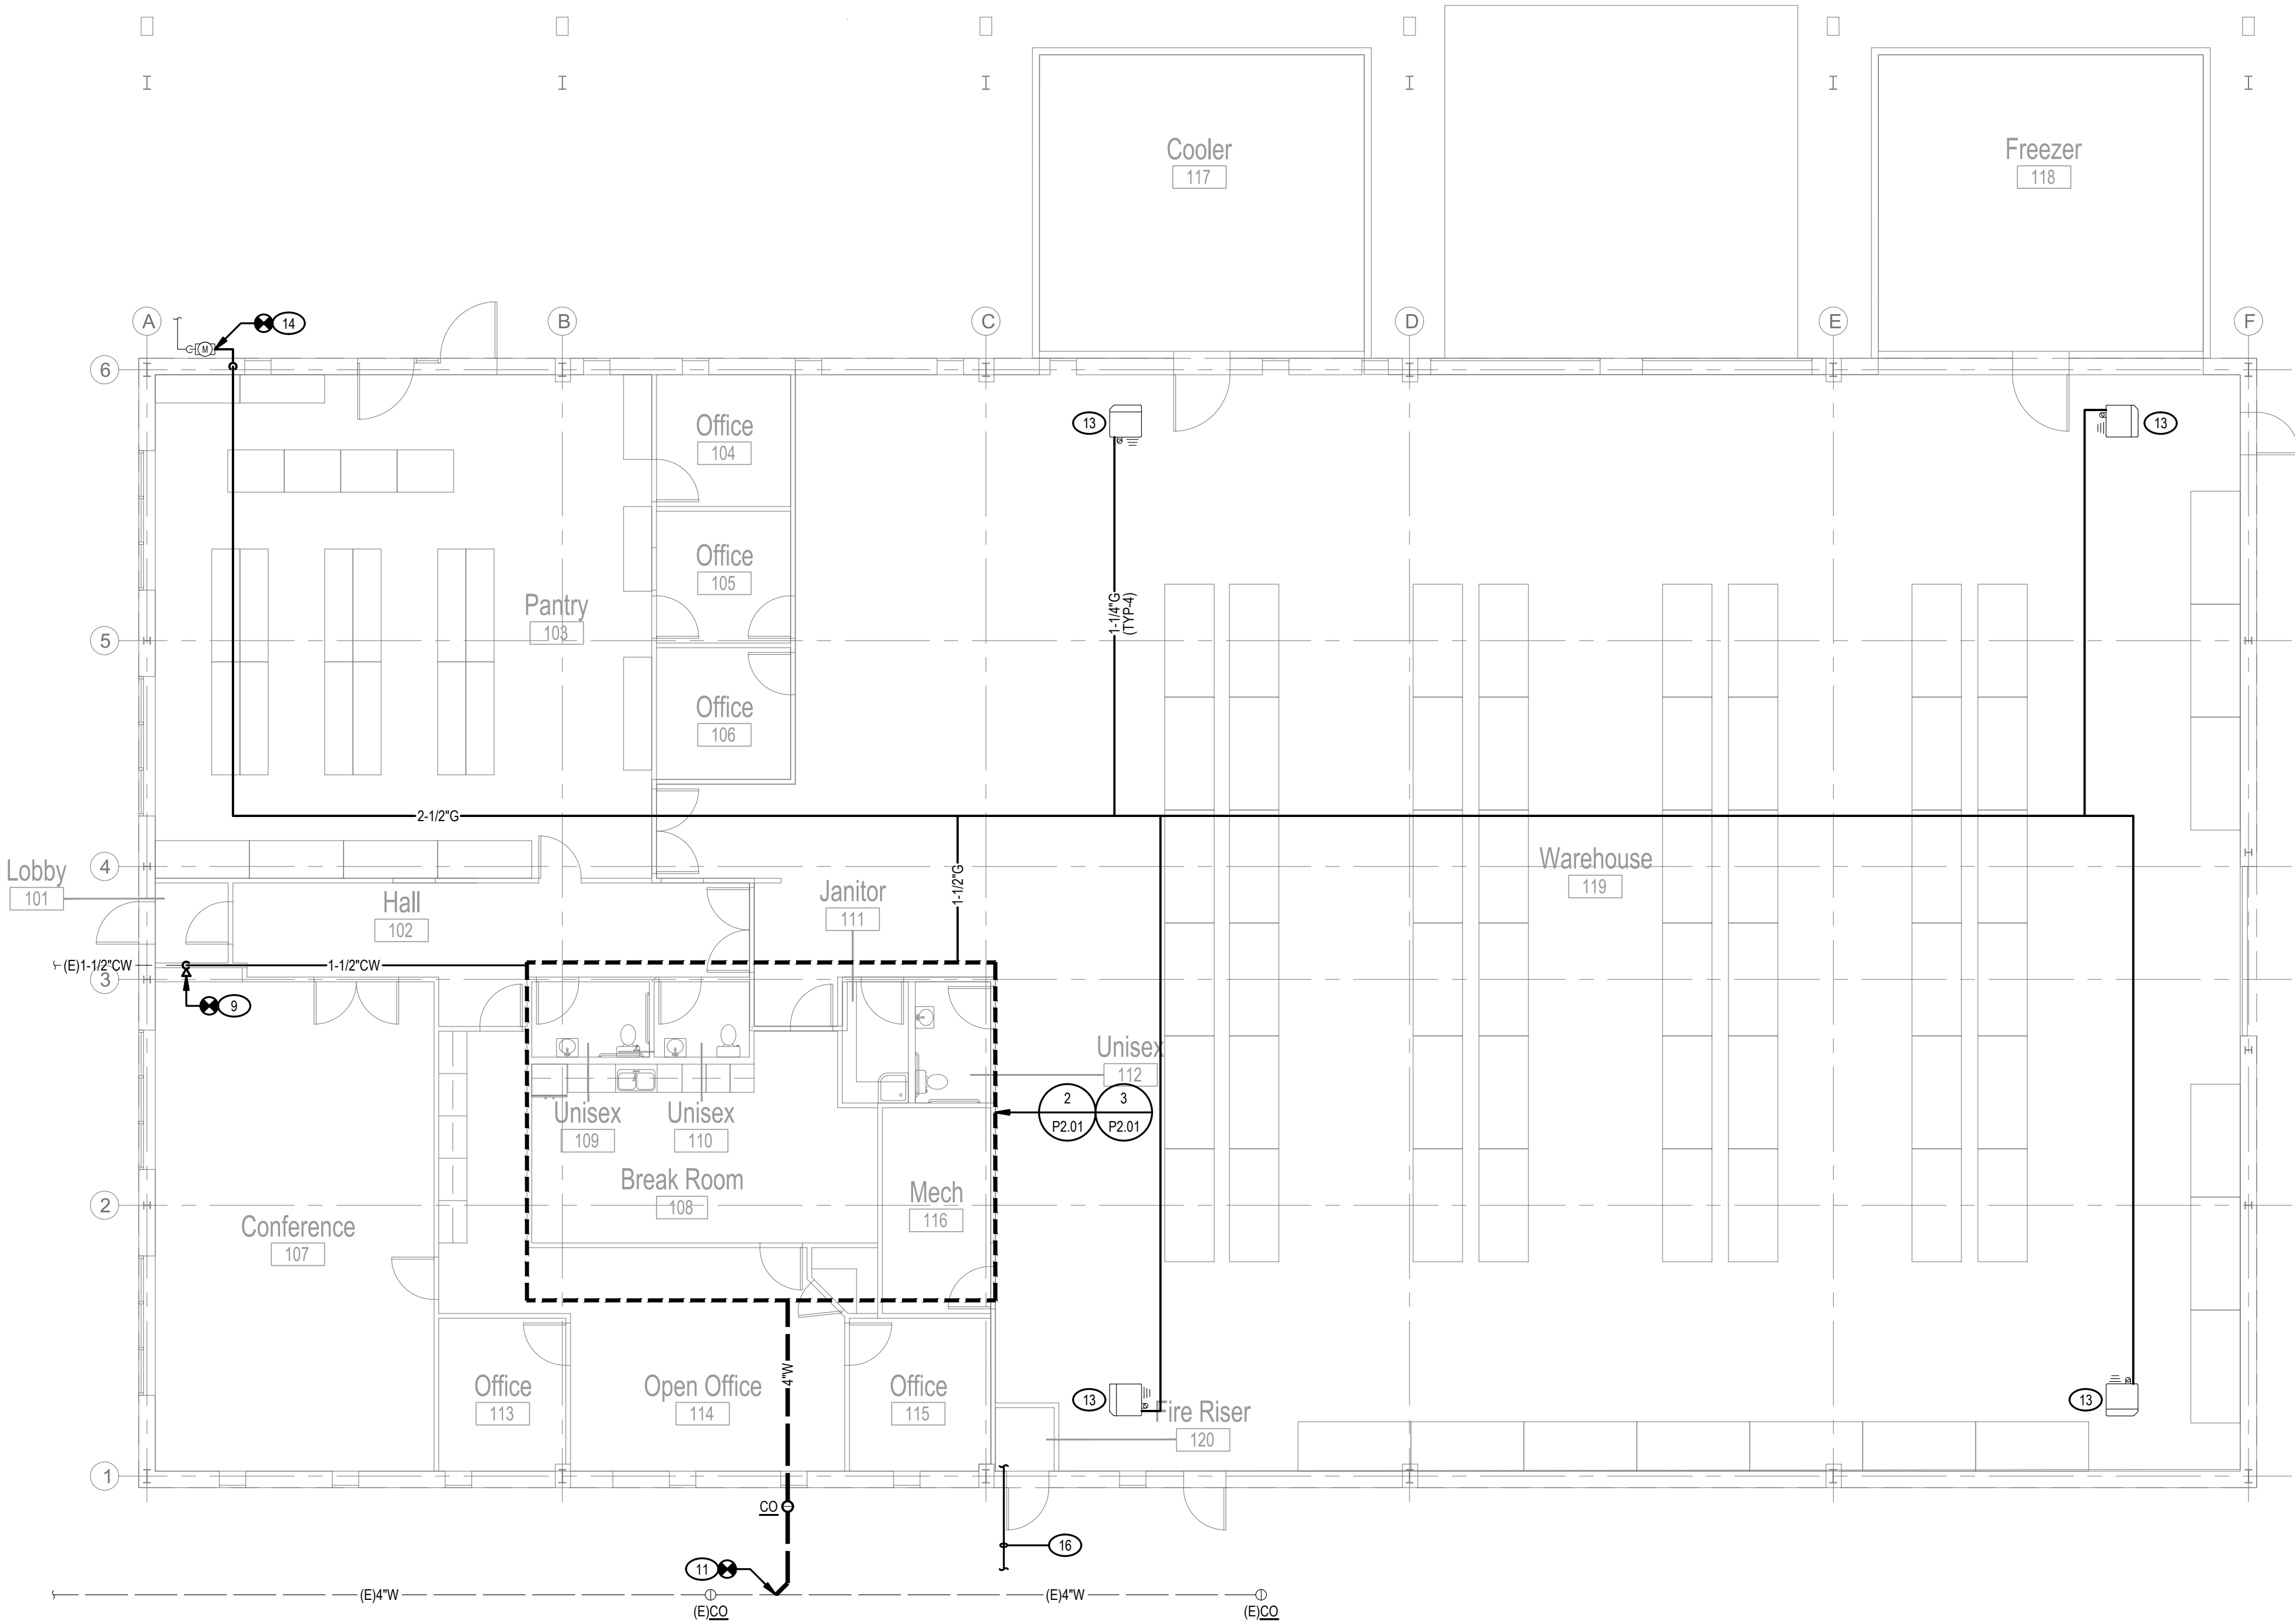 Cooler
117
Freezer
118
A
B
C
D
E
F
14
M
6
Office
104
13
13
Office
105
1-1/4"G
(TYP-4)
Pantry
103
5
Office
106
2-1/2"G
Lobby
101
4
Hall
102
Janitor
111
1-1/2"G
Warehouse
119
(E)1-1/2"CW
1-1/2"CW
3
9
Unisex
112
Unisex
109
Unisex
110
2
P2.01
3
P2.01
Break Room
108
Mech
116
2
Conference
107
Office
113
Open Office
114
4"W
Office
115
13
Fire Riser
120
13
1
CO
16
11
(E)4"W
(E)CO
(E)4"W
(E)CO